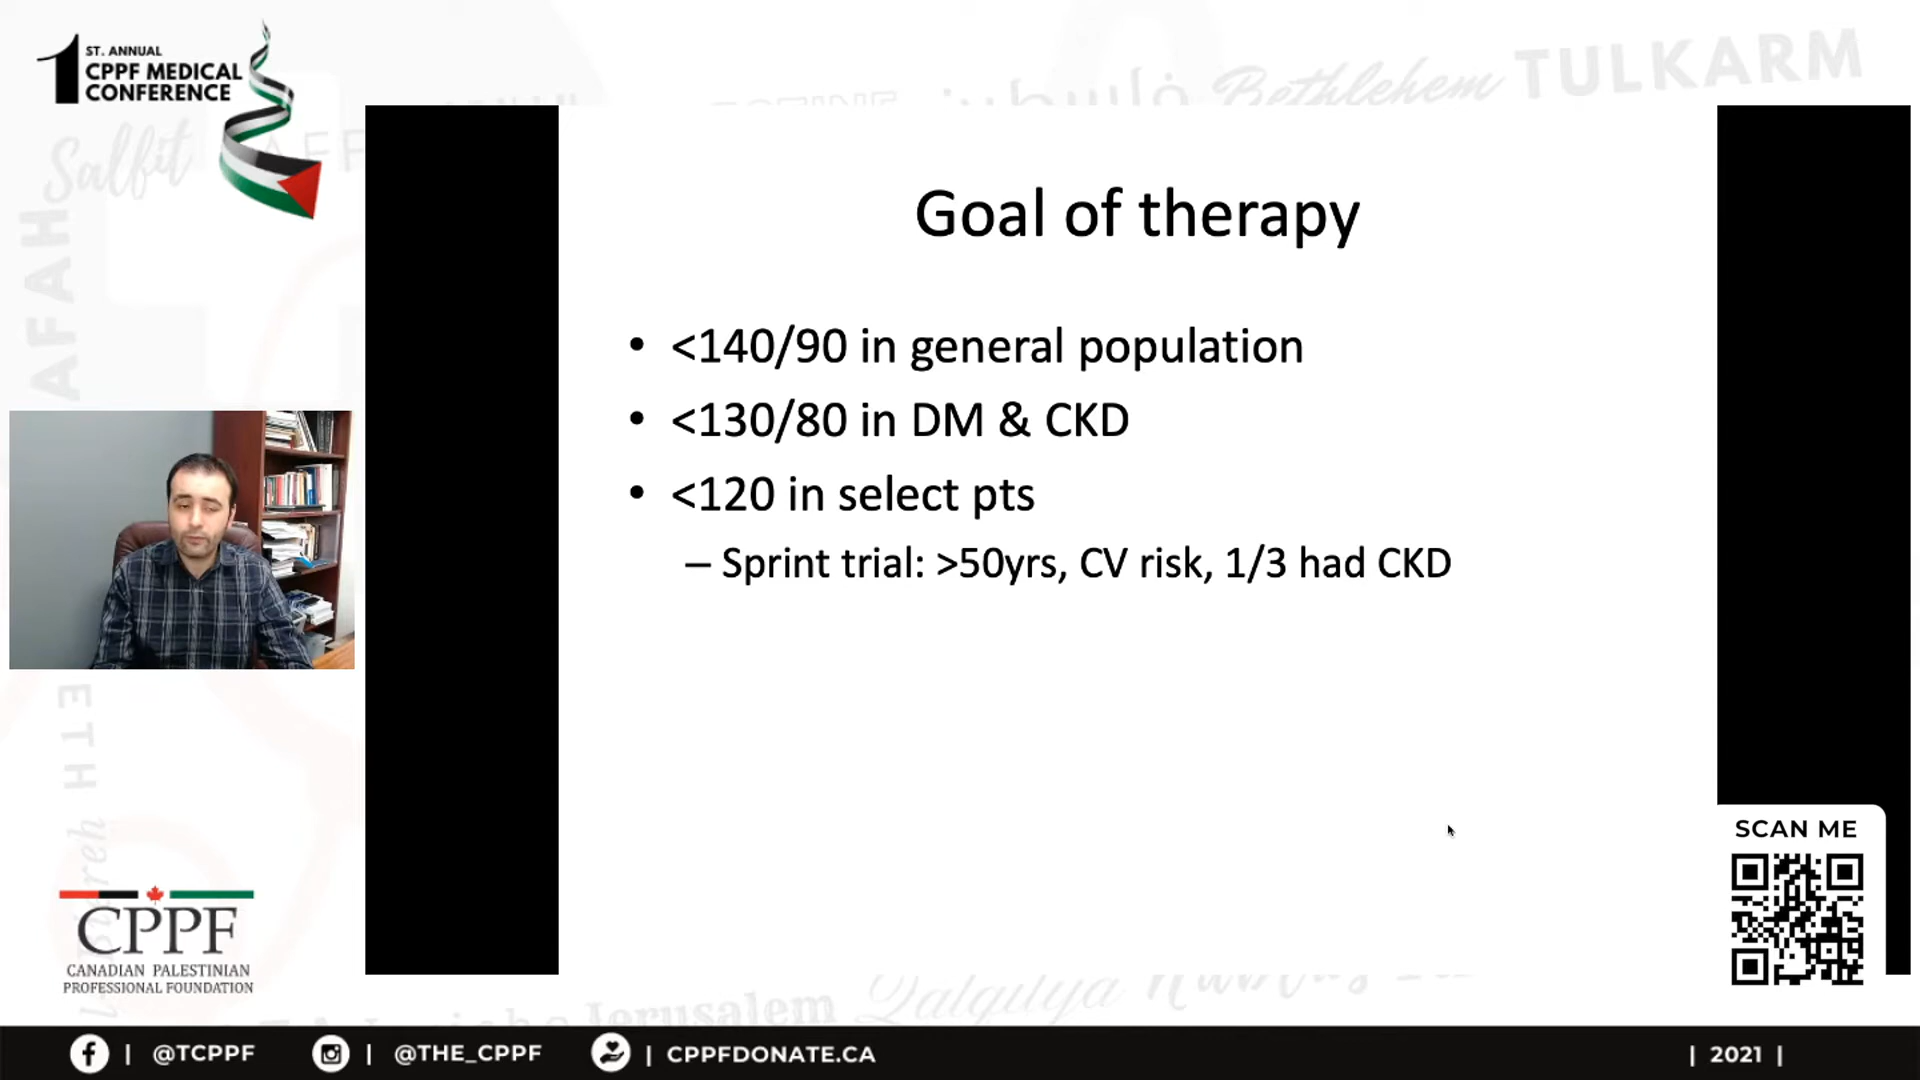 ST. ANNUAL
1 CPPF MEDICAL
CONFERENCE
Salfit
TULKARM
Bethlehem
AFAH
Goal of therapy
• <140/90 in general population
• <130/80 in DM & CKD
• <120 in select pts
– Sprint trial: >50yrs, CV risk, 1/3 had CKD
SCAN ME
CPPF
CANADIAN PALESTINIAN
PROFESSIONAL FOUNDATION
Jerusalem
Qalqilya
| @TCPPF
| @THE_CPPF
| CPPFDONATE.CA
| 2021 |